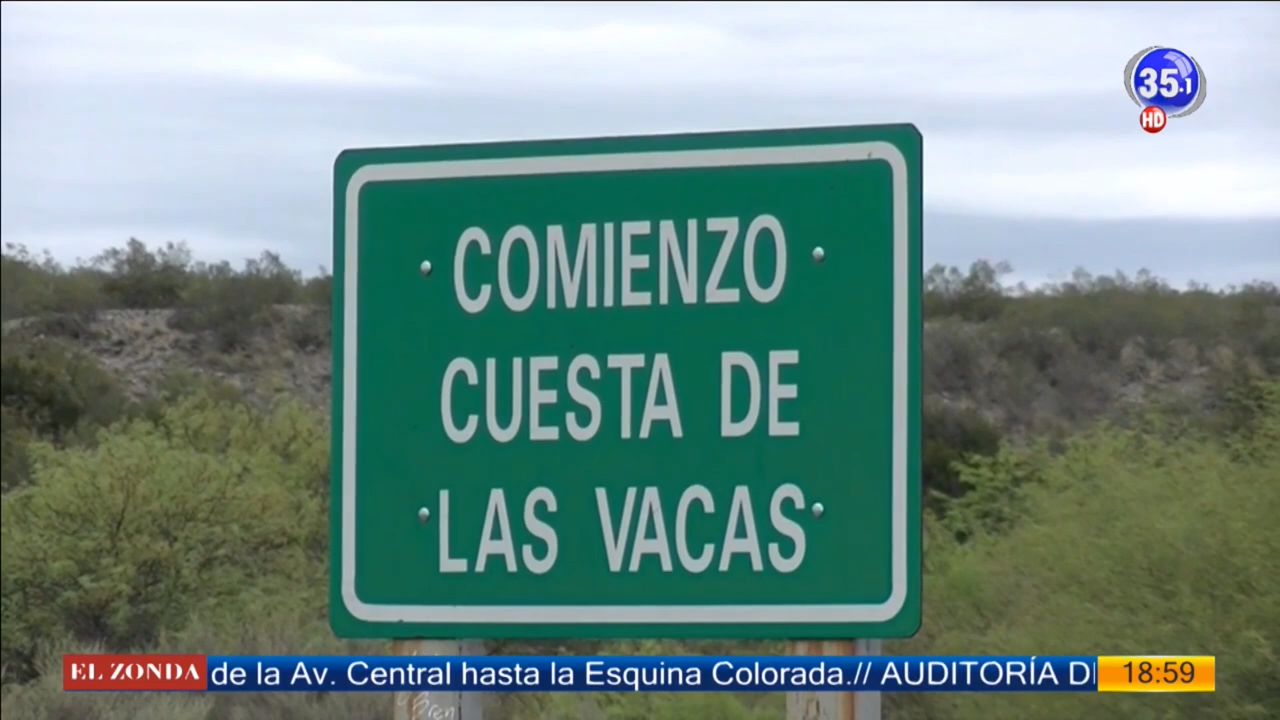 35.1
HD
COMIENZO
CUESTA DE
LAS VACAS
EL ZONDA
de la Av. Central hasta la Esquina Colorada.// AUDITORÍA
18:59